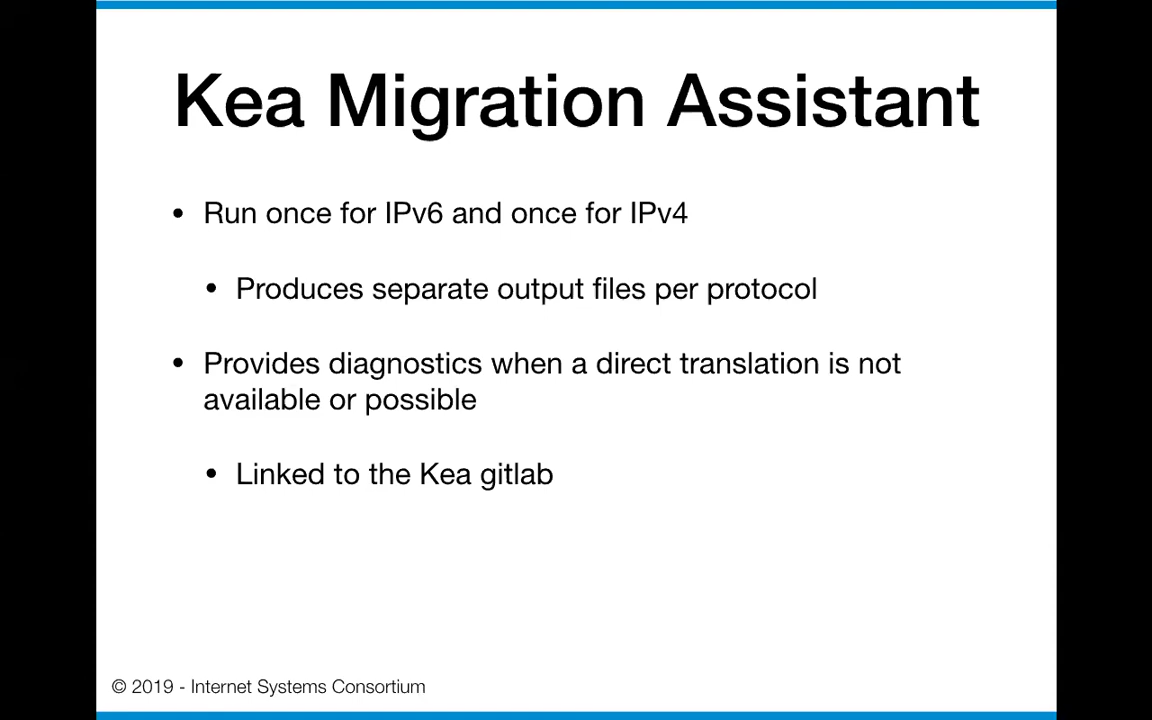 Kea Migration Assistant
• Run once for IPv6 and once for IPv4
• Produces separate output files per protocol
• Provides diagnostics when a direct translation is not
available or possible
• Linked to the Kea gitlab
© 2019 - Internet Systems Consortium